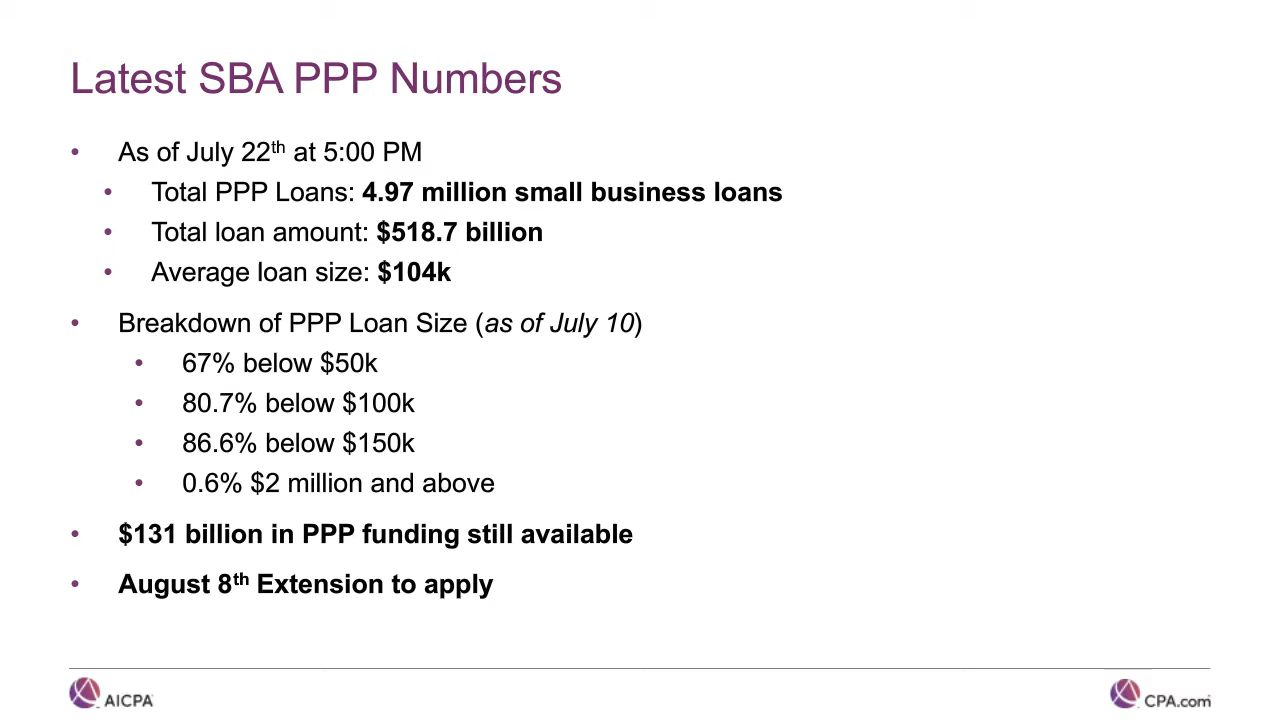 Latest SBA PPP Numbers
• As of July 22th at 5:00 PM
• Total PPP Loans: 4.97 million small business loans
• Total loan amount: $518.7 billion
• Average loan size: $104k
• Breakdown of PPP Loan Size (as of July 10)
• 67% below $50k
• 80.7% below $100k
• 86.6% below $150k
• 0.6% $2 million and above
• $131 billion in PPP funding still available
• August 8th Extension to apply
AICPA
CPA.com